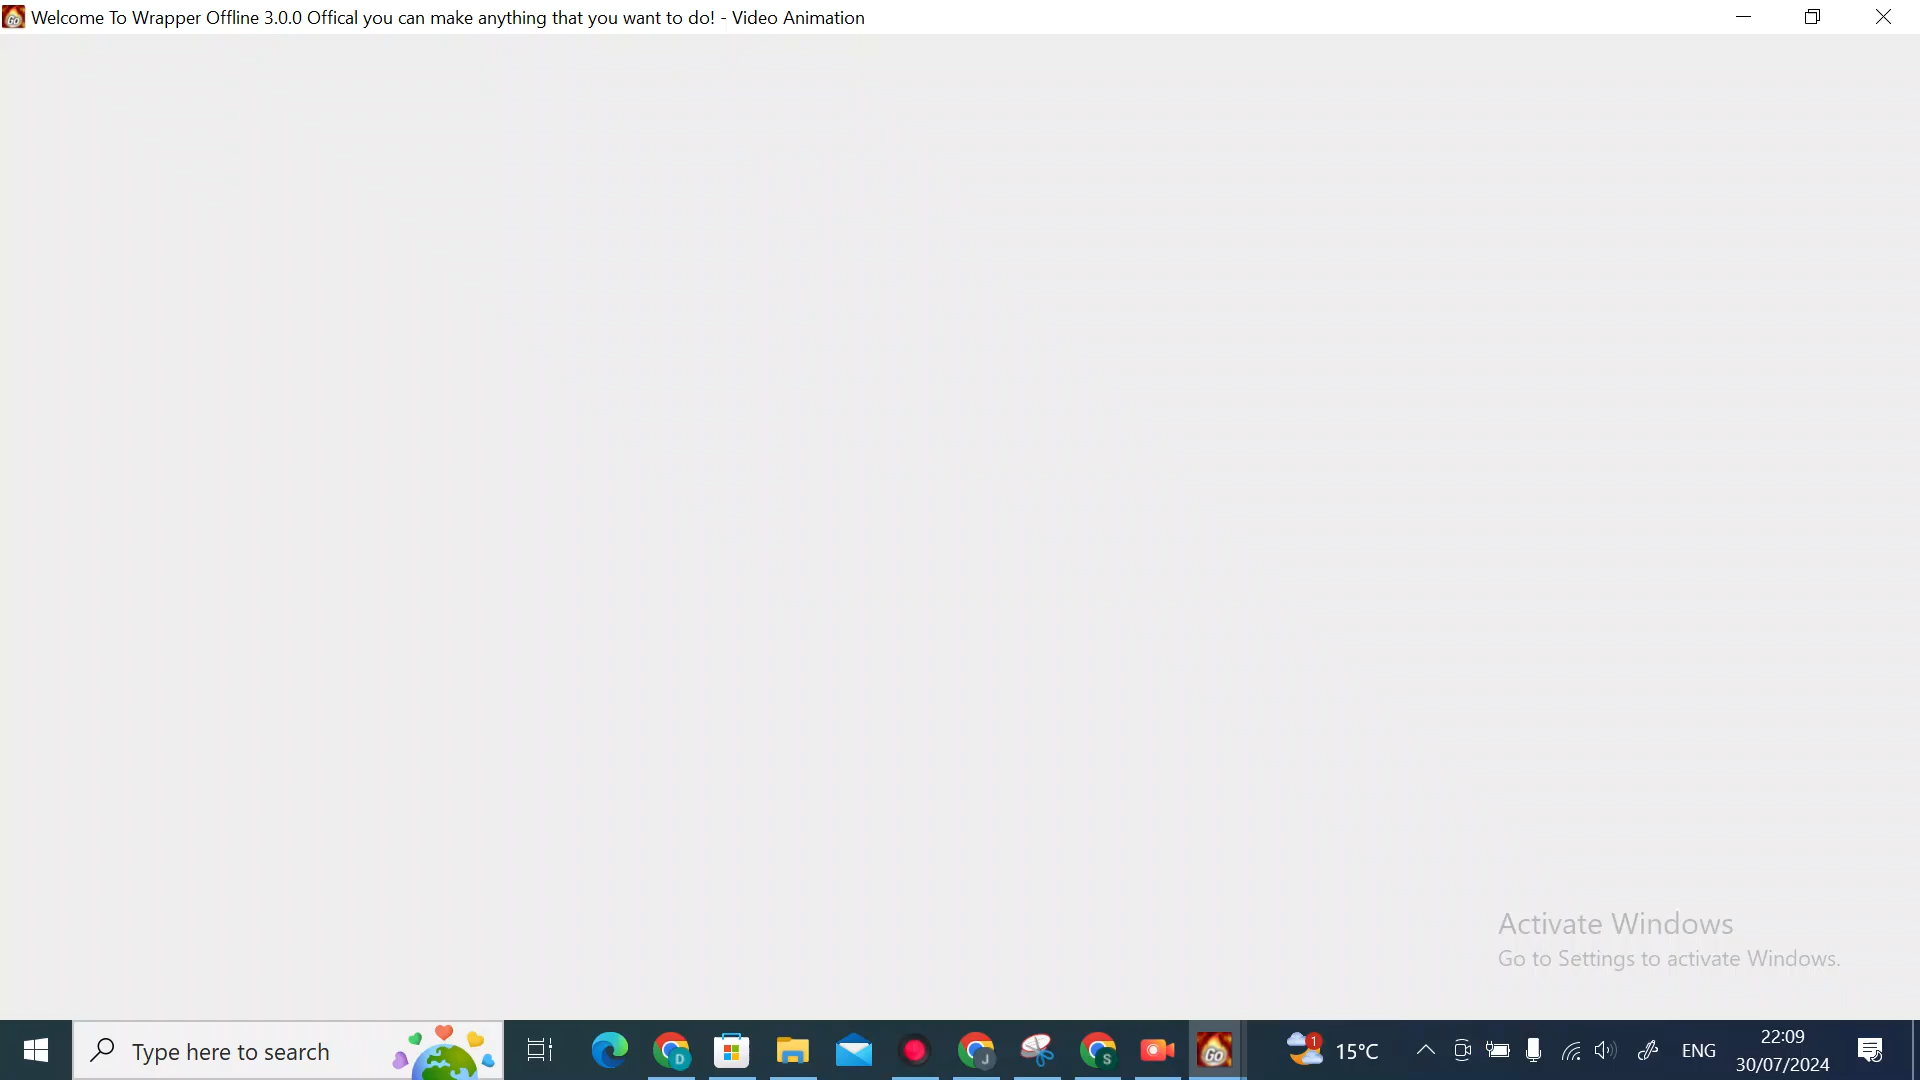 Welcome To Wrapper Offline 3.0.0 Offical you can make anything that you want to do! - Video Animation
Activate Windows
Go to Settings to activate Windows.
Type here to search
D
J
S
Go
1
15°C
ENG
22:09
30/07/2024